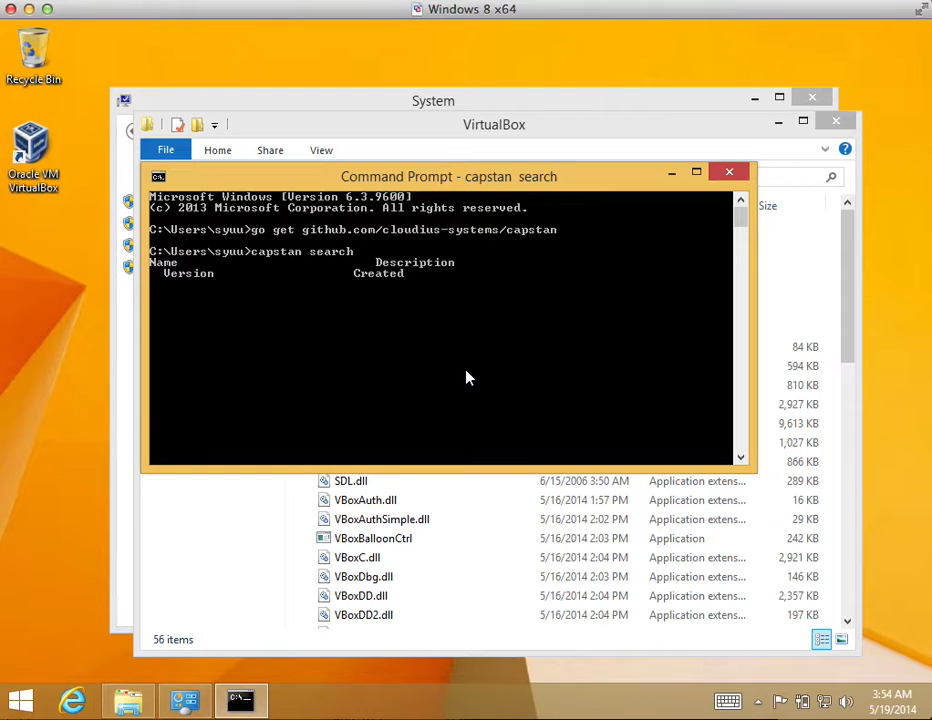 Windows 8 x64
Recycle Bin
Oracle VM
VirtualBox
System
VirtualBox
File
Home
Share
View
Size
Command Prompt - capstan  search
Microsoft Windows [Version 6.3.9600]
(c) 2013 Microsoft Corporation. All rights reserved.
C:\Users\syuu>go get github.com/cloudius-systems/capstan
C:\Users\syuu>capstan search
Name Description
Version Created
84 KB
594 KB
810 KB
2,927 KB
9,613 KB
1,027 KB
866 KB
SDL.dll 6/15/2006 3:50 AM Application extens... 289 KB
VBoxAuth.dll 5/16/2014 1:57 PM Application extens... 16 KB
VBoxAuthSimple.dll 5/16/2014 2:02 PM Application extens... 29 KB
VBoxBalloonCtrl 5/16/2014 2:03 PM Application 242 KB
VBoxC.dll 5/16/2014 2:04 PM Application extens... 2,921 KB
VBoxDbg.dll 5/16/2014 2:03 PM Application extens... 146 KB
VBoxDD.dll 5/16/2014 2:04 PM Application extens... 2,357 KB
VBoxDD2.dll 5/16/2014 2:04 PM Application extens... 197 KB
56 items
3:54 AM
5/19/2014